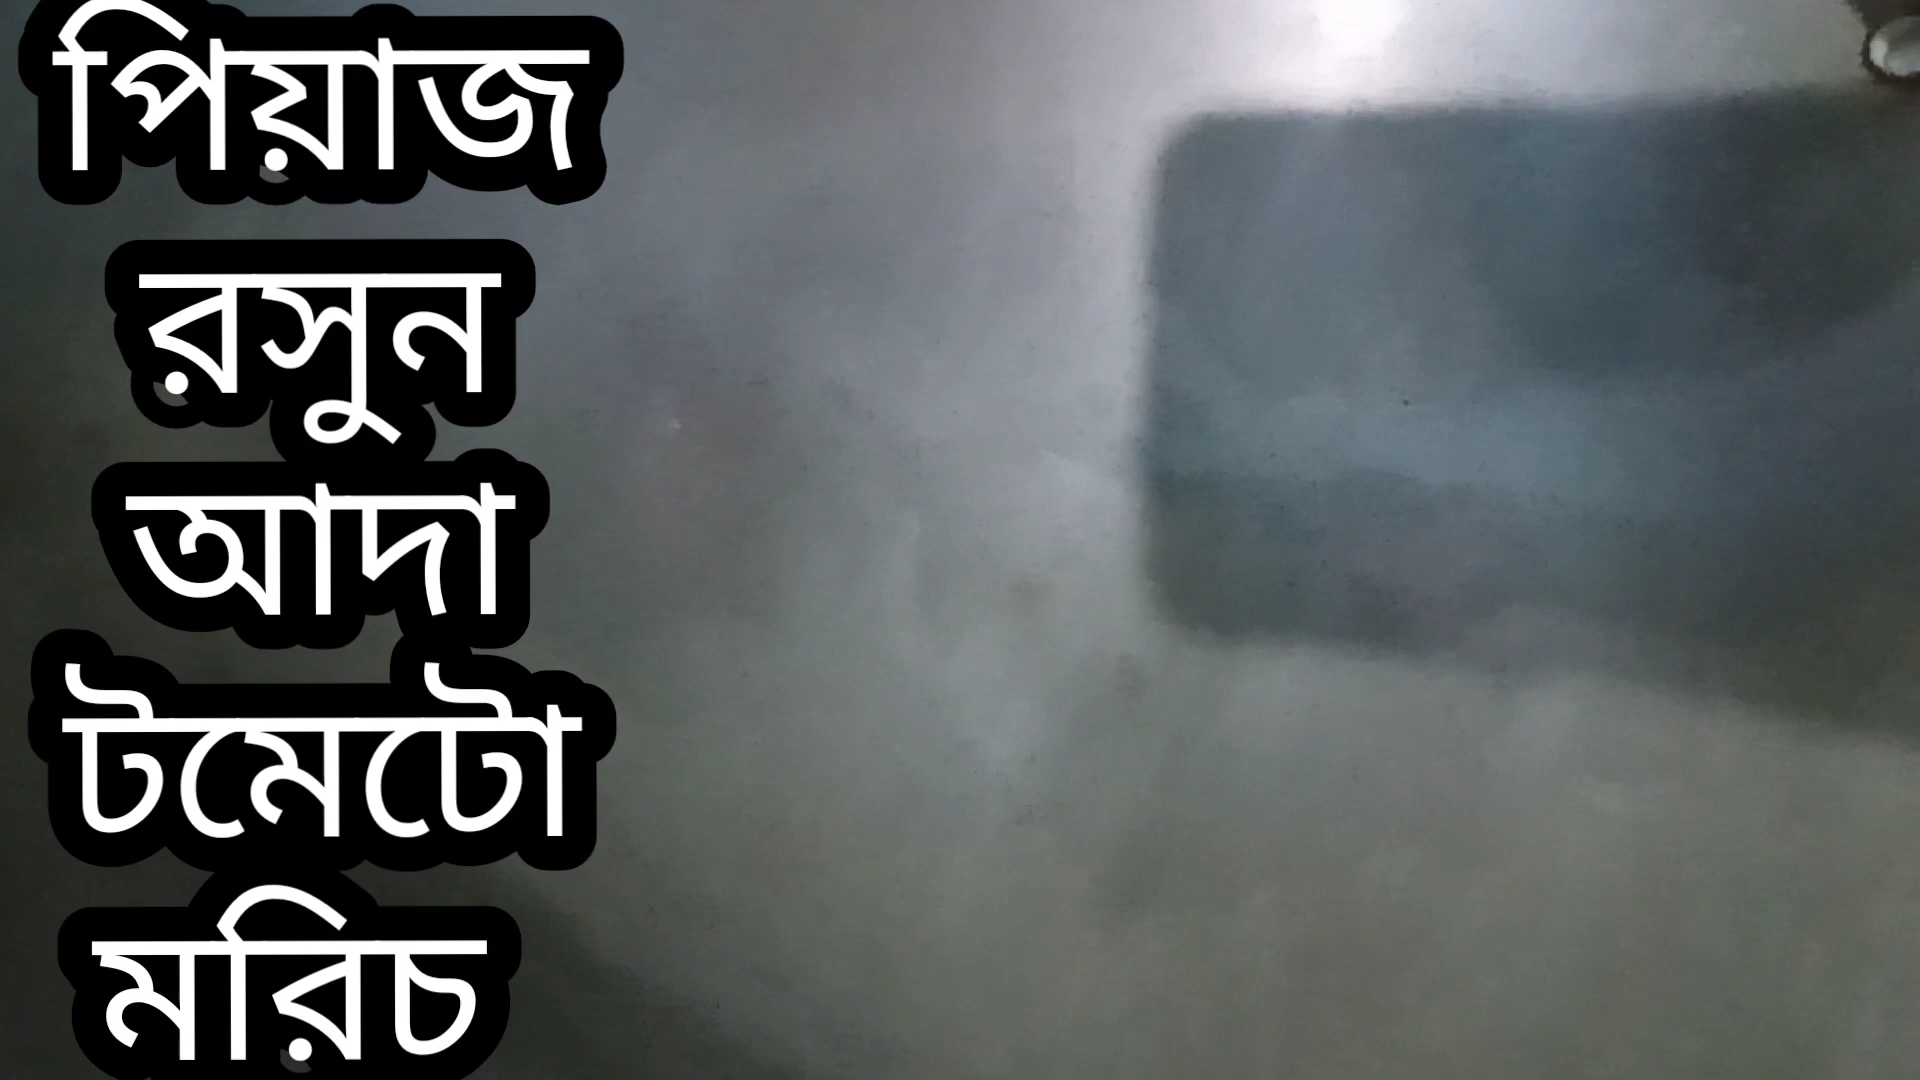 পিয়াজ
রসুন
আদা
টমেটো
মরিচ